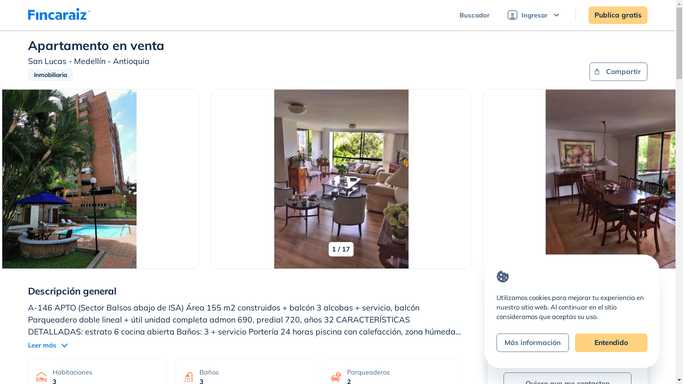 Fincaraiz
Buscador
Ingresar
Publica gratis
Apartamento en venta
San Lucas - Medellín - Antioquia
Inmobiliaria
Compartir
1 / 17
Descripción general
A-146 APTO (Sector Balsos abajo de ISA) Área 155 m2 construidos + balcón 3 alcobas + servicio, balcón
Parqueadero doble lineal + útil unidad completa admon 690, predial 720, años 32 CARACTERÍSTICAS
DETALLADAS: estrato 6 cocina abierta Baños: 3 + servicio Portería 24 horas piscina con calefacción, zona húmeda...
Leer más
Habitaciones
3
Baños
3
Parqueaderos
2
Utilizamos cookies para mejorar tu experiencia en
nuestro sitio web. Al continuar en el sitio
consideramos que aceptas su uso.
Más información
Entendido
Quiero que me contacten